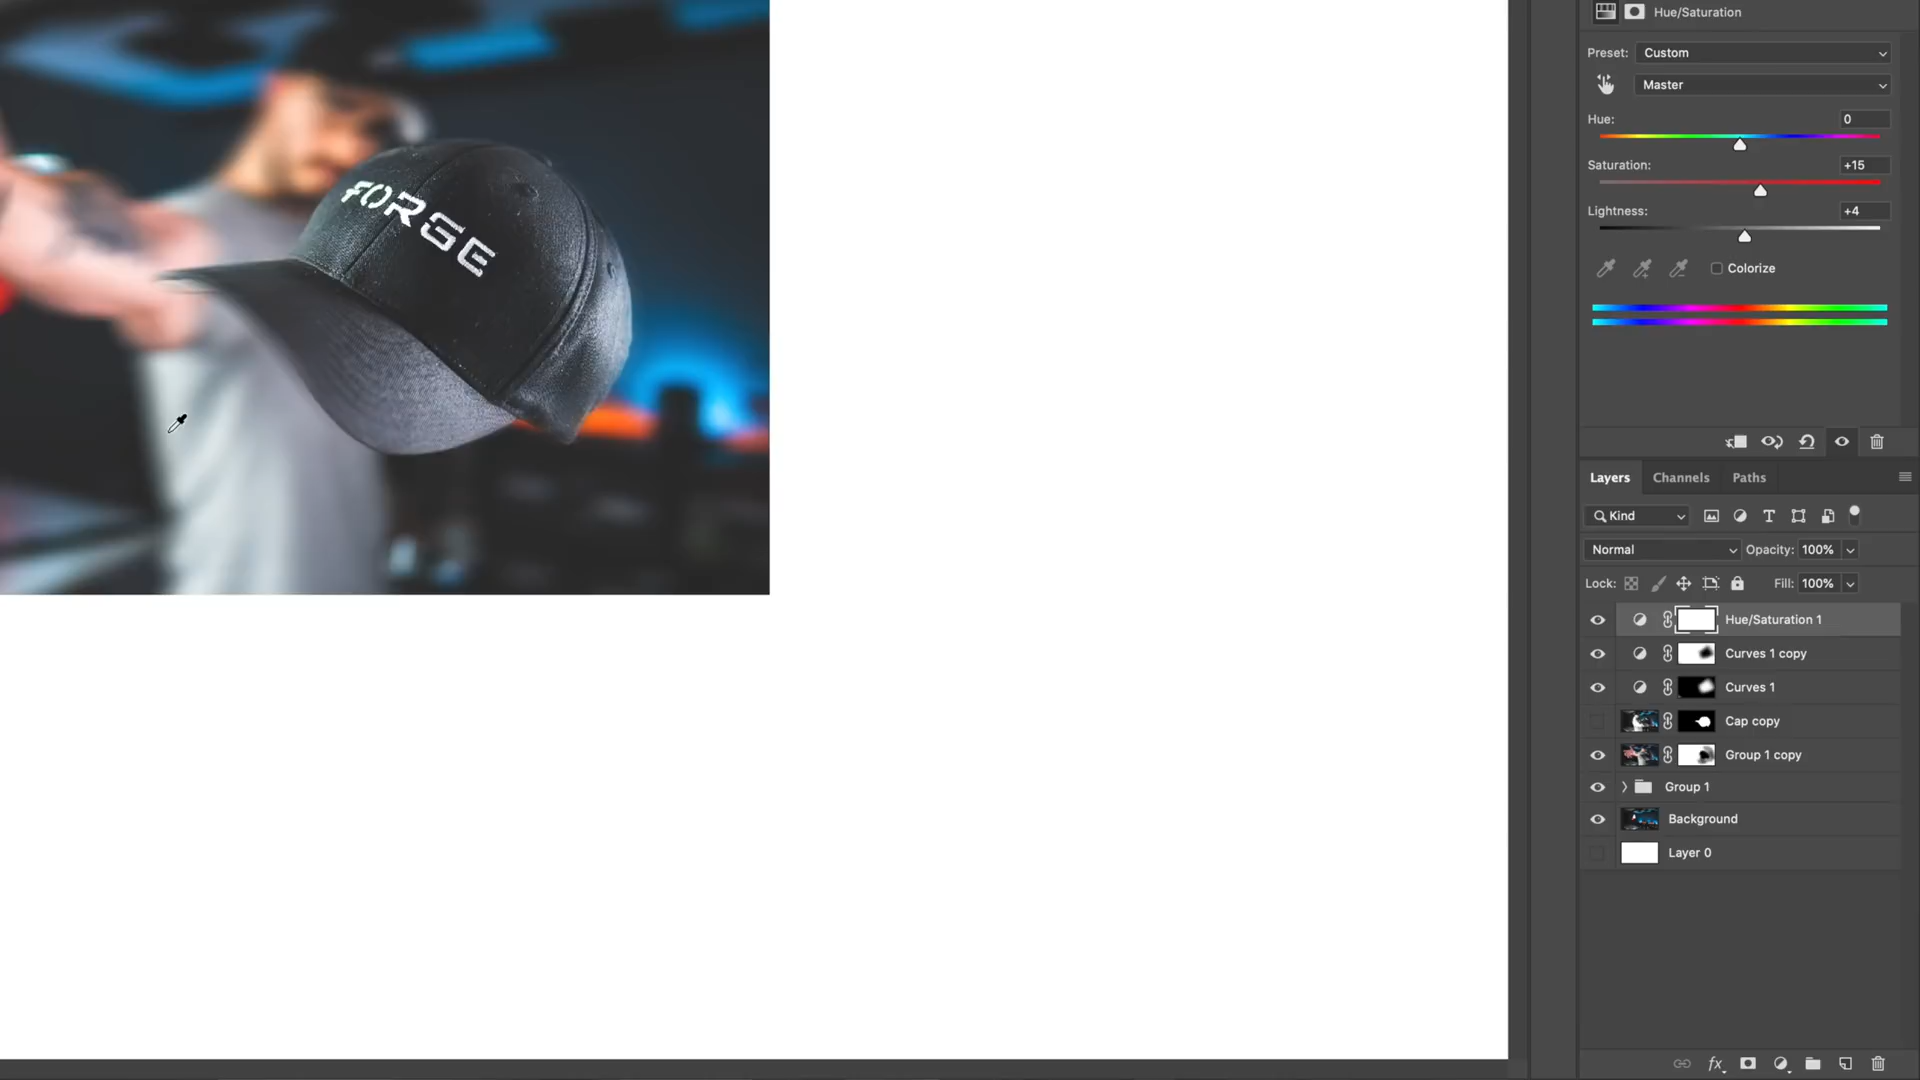 Hue/Saturation
Preset: Custom
Master
Hue: 0
Saturation: +15
Lightness: +4
Colorize
FORGE
Layers Channels Paths
Kind
Normal Opacity: 100%
Lock: Fill: 100%
Hue/Saturation 1
Curves 1 copy
Curves 1
Cap copy
Group 1 copy
Group 1
Background
Layer 0
fx